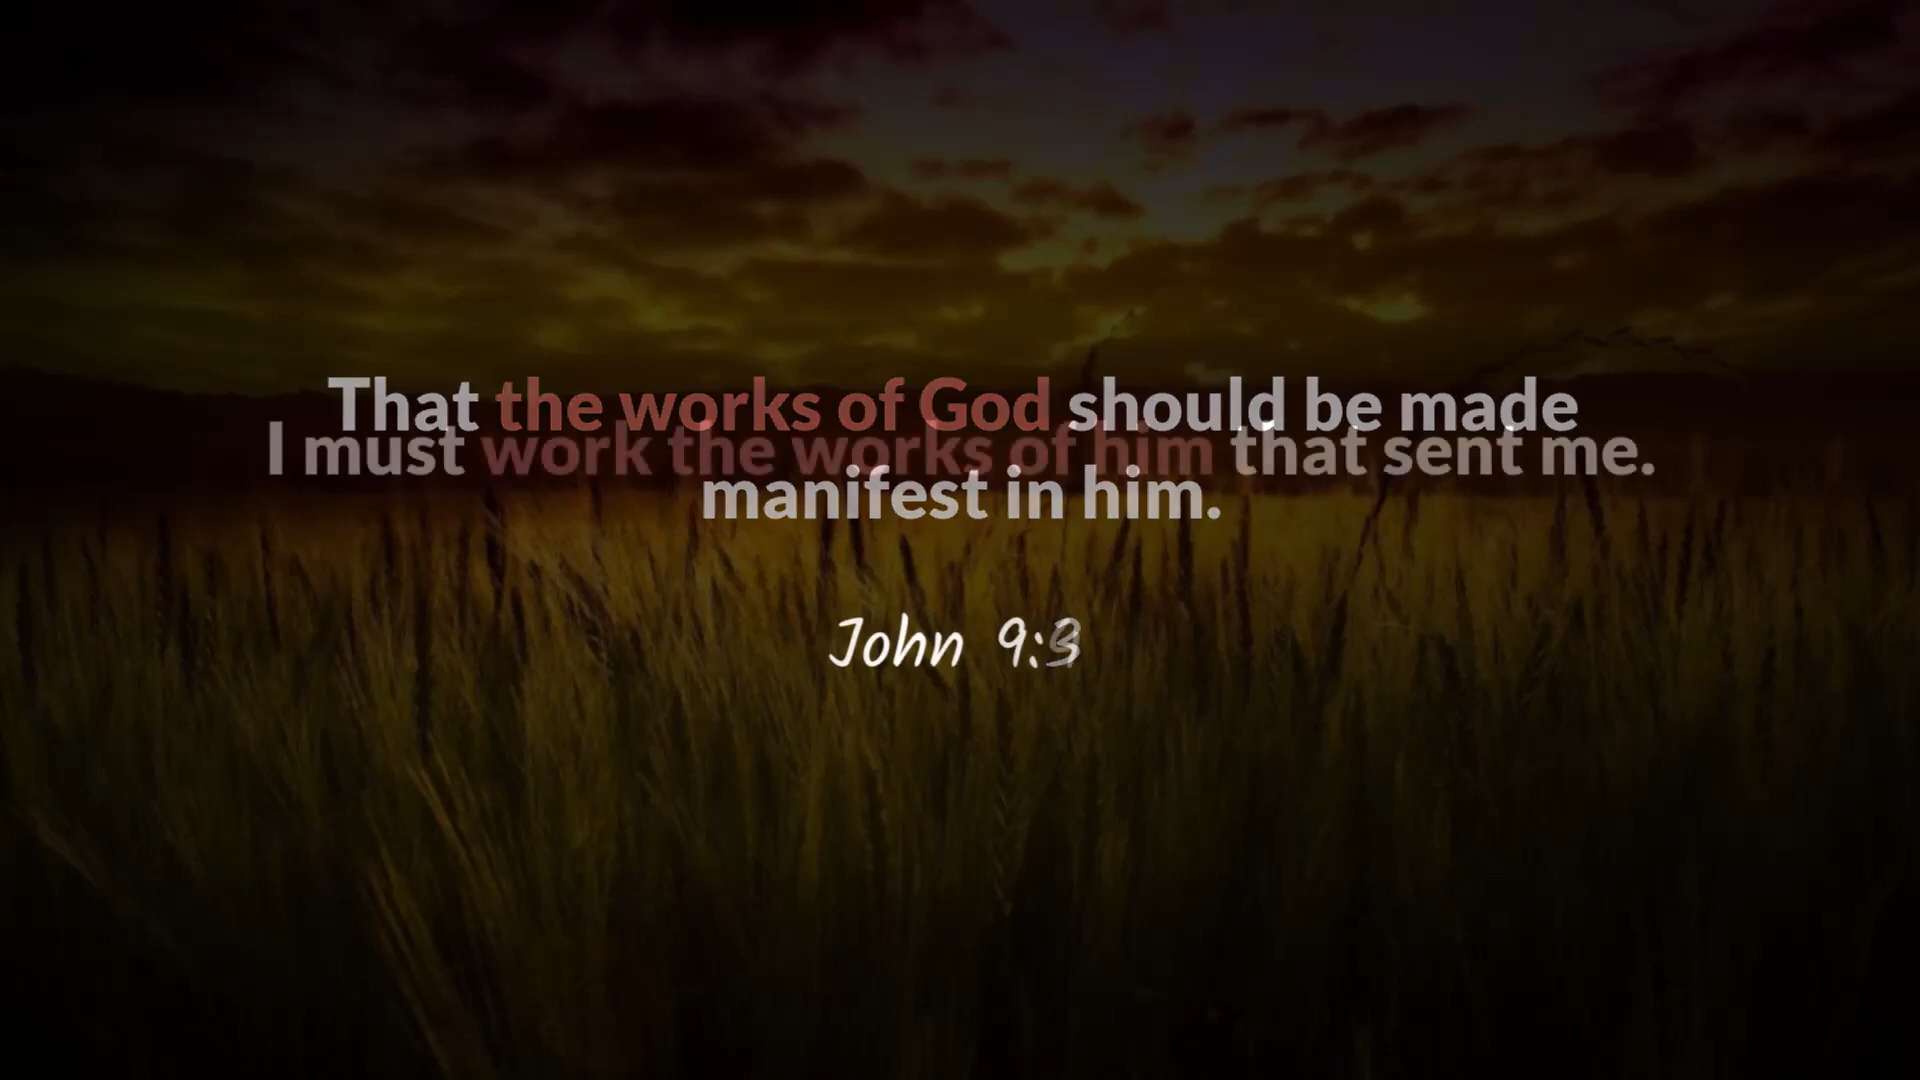 That the works of God should be made
I must work the works of him that sent me.
manifest in him.
John 9:3